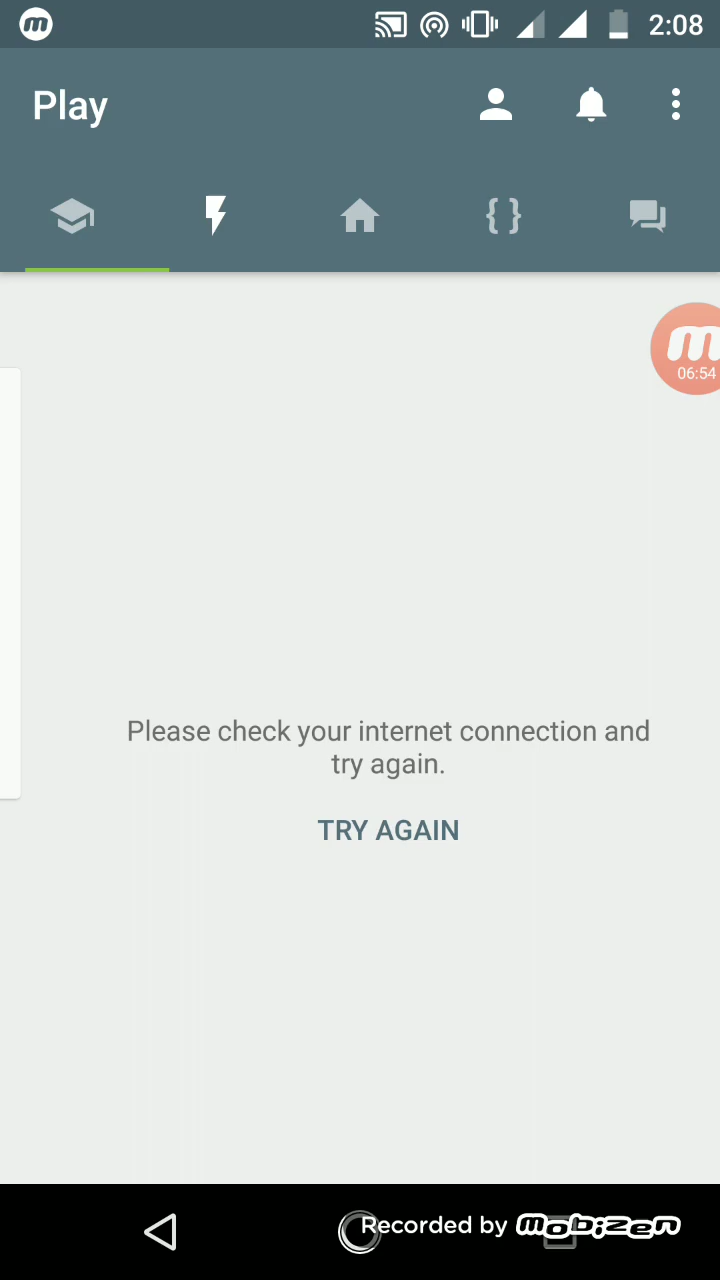 m
2:08
Play
{ }
m
06:54
Please check your internet connection and
try again.
TRY AGAIN
Recorded by mobizen